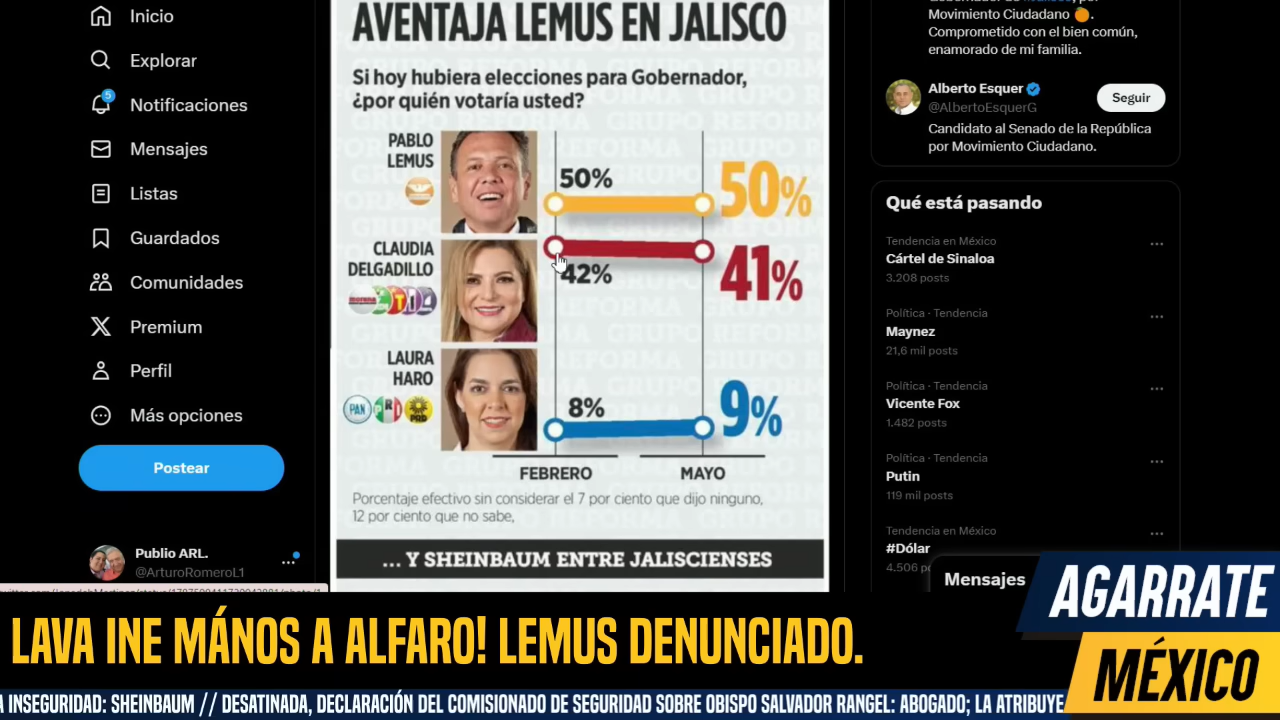 Inicio
Explorar
5
Notificaciones
Mensajes
Listas
Guardados
Comunidades
Premium
Perfil
Más opciones
Postear
Publio ARL.
@ArturoRomeroL1
AVENTAJA LEMUS EN JALISCO
Si hoy hubiera elecciones para Gobernador,
¿por quién votaría usted?
PABLO
LEMUS
50%
50%
CLAUDIA
DELGADILLO
morena
PT
42%
41%
LAURA
HARO
PAN
PRI
PRD
8%
9%
FEBRERO
MAYO
Porcentaje efectivo sin considerar el 7 por ciento que dijo ninguno,
12 por ciento que no sabe,
... Y SHEINBAUM ENTRE JALISCIENSES
Movimiento Ciudadano 🍊.
Comprometido con el bien común,
enamorado de mi familia.
Alberto Esquer
@AlbertoEsquerG
Seguir
Candidato al Senado de la República
por Movimiento Ciudadano.
Qué está pasando
Tendencia en México
Cártel de Sinaloa
3.208 posts
Política · Tendencia
Maynez
21,6 mil posts
Política · Tendencia
Vicente Fox
1.482 posts
Política · Tendencia
Putin
119 mil posts
Tendencia en México
#Dólar
4.506
Mensajes
AGARRATE
MÉXICO
LAVA INE MÁNOS A ALFARO! LEMUS DENUNCIADO.
A INSEGURIDAD: SHEINBAUM // DESATINADA, DECLARACIÓN DEL COMISIONADO DE SEGURIDAD SOBRE OBISPO SALVADOR RANGEL: ABOGADO; LA ATRIBUYE